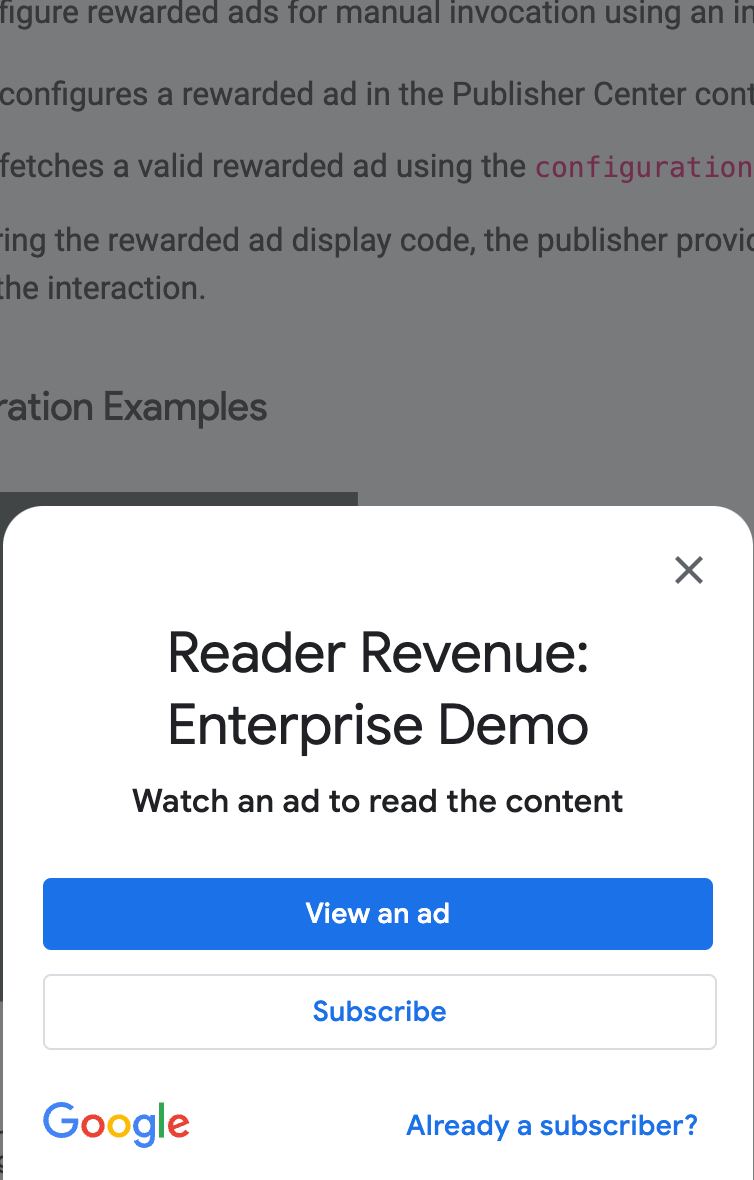 figure rewarded ads for manual invocation using an in
configures a rewarded ad in the Publisher Center cont
fetches a valid rewarded ad using the configuration
ring the rewarded ad display code, the publisher provid
the interaction.
ration Examples
Reader Revenue:
Enterprise Demo
Watch an ad to read the content
View an ad
Subscribe
Google Already a subscriber?